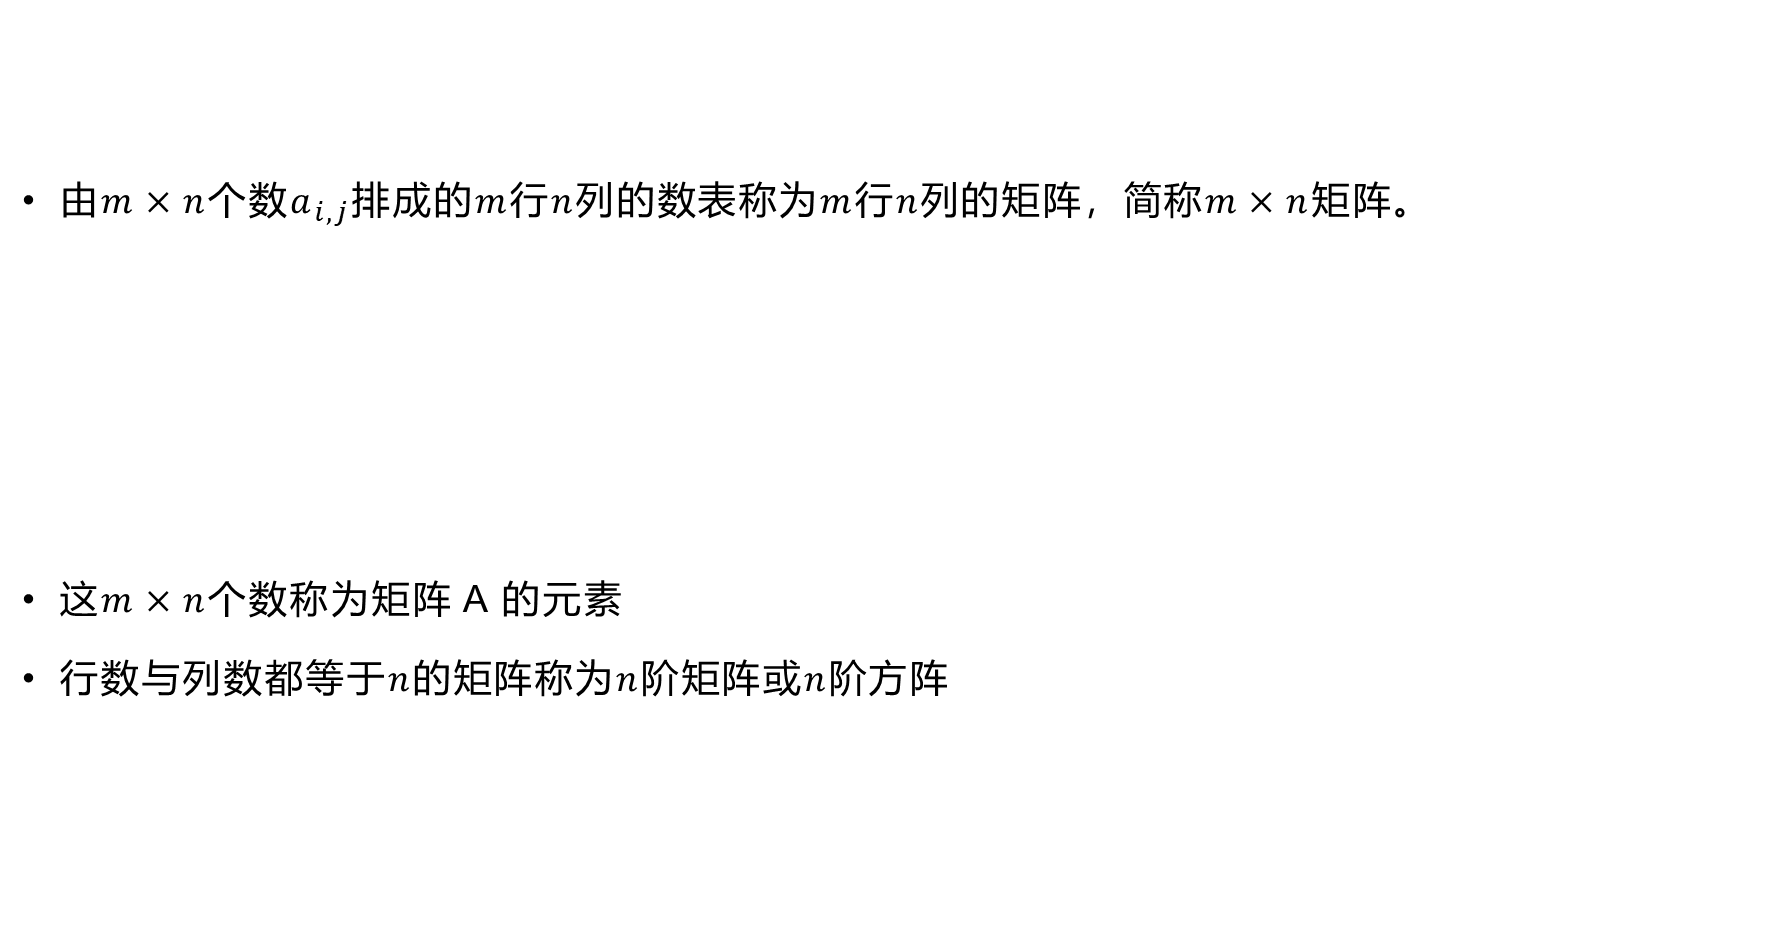 • 由m × n个数a_{i,j}排成的m行n列的数表称为m行n列的矩阵，简称m × n矩阵。
• 这m × n个数称为矩阵 A 的元素
• 行数与列数都等于n的矩阵称为n阶矩阵或n阶方阵